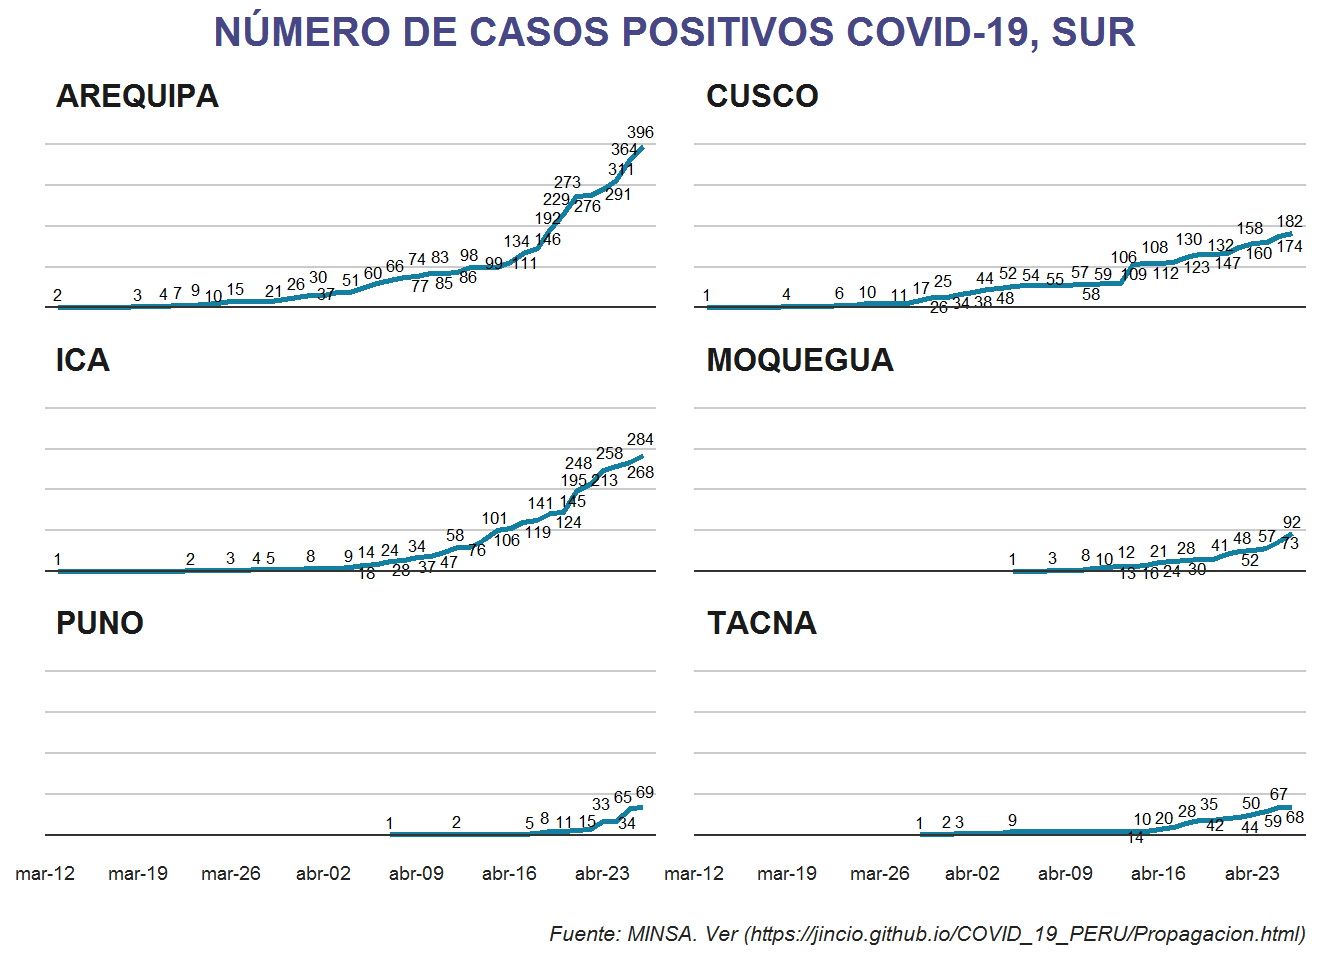 NÚMERO DE CASOS POSITIVOS COVID-19, SUR
AREQUIPA
2 3 4 7 9 10 15 21 26 30 37 51 60 66 74 77 83 85 86 98 99 111 134 146 192 229 273 276 291 311 364 396
CUSCO
1 4 6 10 11 17 26 25 34 38 44 48 52 54 55 57 58 59 106 109 108 112 130 123 132 147 158 160 174 182
ICA
1 2 3 4 5 8 9 14 18 24 28 34 37 47 58 76 101 106 119 141 124 145 195 248 213 258 268 284
MOQUEGUA
1 3 8 10 12 13 16 21 24 28 30 41 48 52 57 73 92
PUNO
1 2 5 8 11 15 33 34 65 69
TACNA
1 2 3 9 14 10 20 28 35 42 44 50 59 67 68
mar-12 mar-19 mar-26 abr-02 abr-09 abr-16 abr-23
mar-12 mar-19 mar-26 abr-02 abr-09 abr-16 abr-23
Fuente: MINSA. Ver (https://jincio.github.io/COVID_19_PERU/Propagacion.html)